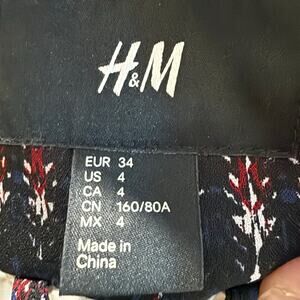 H&M
EUR 34
US 4
CA 4
CN 160/80A
MX 4
Made in
China